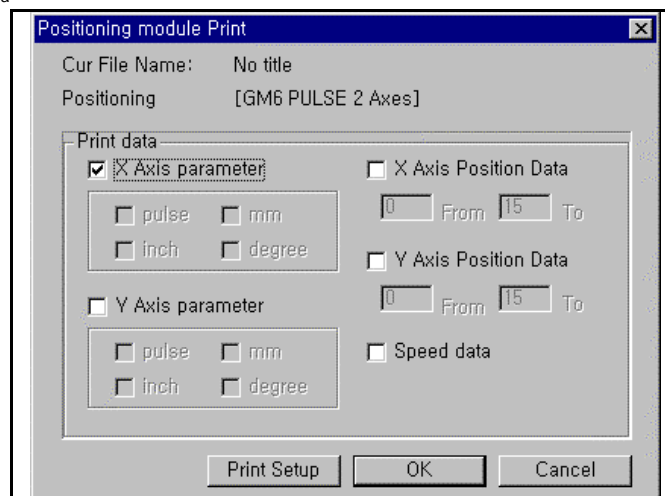 Positioning module Print
Cur File Name: No title
Positioning [GM6 PULSE 2 Axes]
Print data
X Axis parameter
pulse mm
inch degree
Y Axis parameter
pulse mm
inch degree
X Axis Position Data
0 From 15 To
Y Axis Position Data
0 From 15 To
Speed data
Print Setup OK Cancel